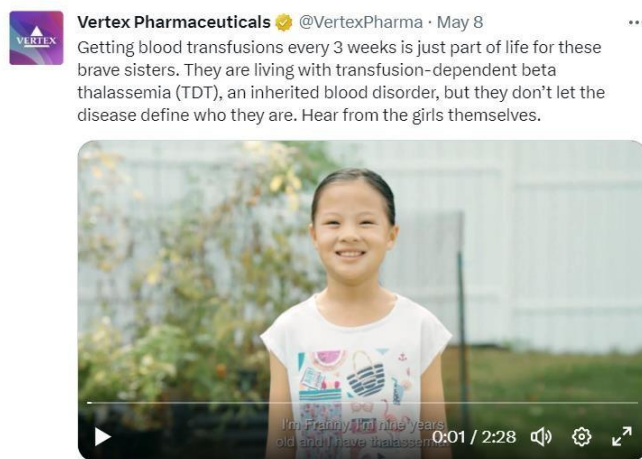 Vertex Pharmaceuticals @VertexPharma · May 8 ...
VERTEX
Getting blood transfusions every 3 weeks is just part of life for these
brave sisters. They are living with transfusion-dependent beta
thalassemia (TDT), an inherited blood disorder, but they don't let the
disease define who they are. Hear from the girls themselves.
I'm Franny. I'm nine years
old and I have thalassemia
0:01 / 2:28